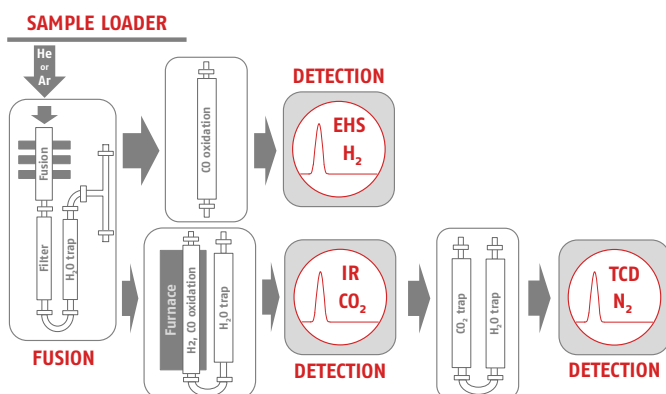 SAMPLE LOADER
He
or
Ar
Fusion
Filter
H₂O trap
FUSION
CO oxidation
DETECTION
EHS
H₂
Furnace
H2, CO oxidation
H₂O trap
IR
CO₂
DETECTION
CO₂ trap
H₂O trap
TCD
N₂
DETECTION